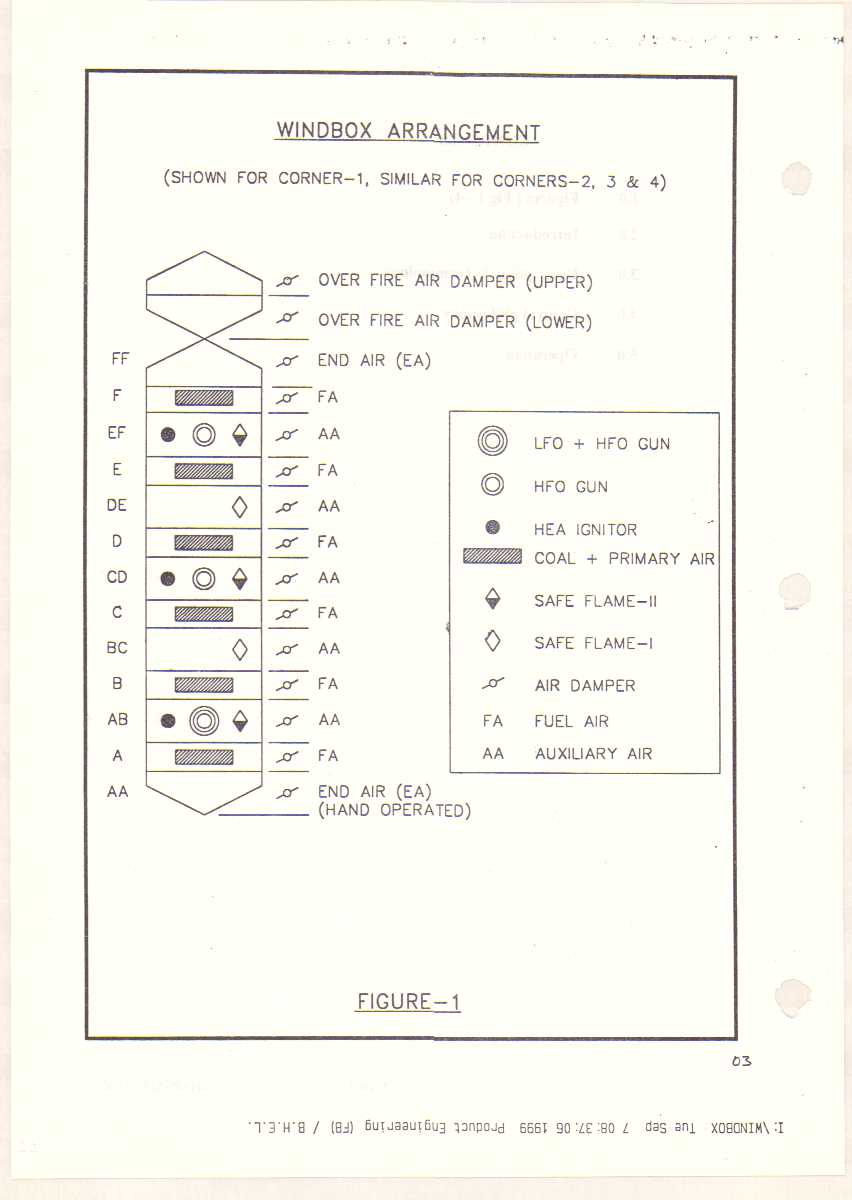 WINDBOX ARRANGEMENT
(SHOWN FOR CORNER-1, SIMILAR FOR CORNERS-2, 3 & 4)
OVER FIRE AIR DAMPER (UPPER)
OVER FIRE AIR DAMPER (LOWER)
FF END AIR (EA)
F FA
EF AA
E FA
DE AA
D FA
CD AA
C FA
BC AA
B FA
AB AA
A FA
AA END AIR (EA)
(HAND OPERATED)
LFO + HFO GUN
HFO GUN
HEA IGNITOR
COAL + PRIMARY AIR
SAFE FLAME-II
SAFE FLAME-I
AIR DAMPER
FA FUEL AIR
AA AUXILIARY AIR
FIGURE-1
03
I:\WINDBOX Tue Sep 7 08:37:06 1999 Product Engineering (FB) / B.H.E.L.